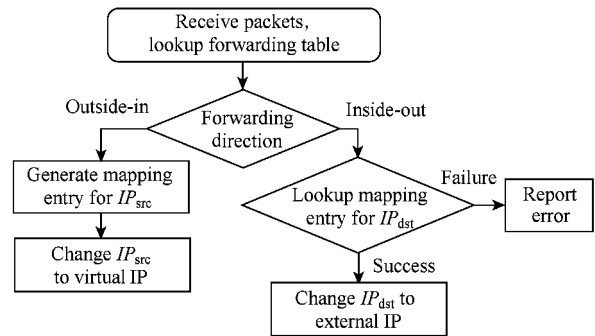 Receive packets,
lookup forwarding table
Outside-in
Inside-out
Forwarding
direction
Generate mapping
entry for IPsrc
Lookup mapping
entry for IPdst
Failure
Report
error
Change IPsrc
to virtual IP
Success
Change IPdst to
external IP